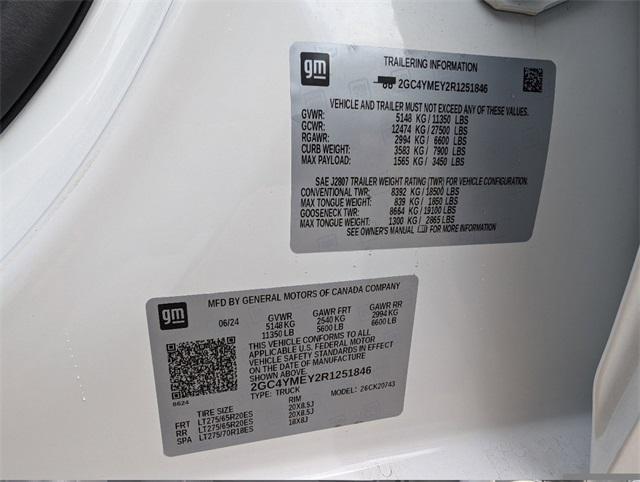 gm
TRAILERING INFORMATION
2GC4YMEY2R1251846
VEHICLE AND TRAILER MUST NOT EXCEED ANY OF THESE VALUES.
GVWR: 5148 KG / 11350 LBS
GCWR: 12474 KG / 27500 LBS
RGAWR: 2994 KG / 6600 LBS
CURB WEIGHT: 3583 KG / 7900 LBS
MAX PAYLOAD: 1565 KG / 3450 LBS
SAE J2807 TRAILER WEIGHT RATING (TWR) FOR VEHICLE CONFIGURATION.
CONVENTIONAL TWR: 8392 KG / 18500 LBS
MAX TONGUE WEIGHT: 839 KG / 1850 LBS
GOOSENECK TWR: 8664 KG / 19100 LBS
MAX TONGUE WEIGHT: 1300 KG / 2865 LBS
SEE OWNER'S MANUAL FOR MORE INFORMATION
gm
MFD BY GENERAL MOTORS OF CANADA COMPANY
06/24 GVWR GAWR FRT GAWR RR
5148 KG 2540 KG 2994 KG
11350 LB 5600 LB 6600 LB
THIS VEHICLE CONFORMS TO ALL
APPLICABLE U.S. FEDERAL MOTOR
VEHICLE SAFETY STANDARDS IN EFFECT
ON THE DATE OF MANUFACTURE
SHOWN ABOVE.
2GC4YMEY2R1251846
TYPE: TRUCK MODEL: 26CK20743
8624
TIRE SIZE RIM
FRT LT275/65R20ES 20X8.5J
RR LT275/65R20ES 20X8.5J
SPA LT275/70R18ES 18X8J